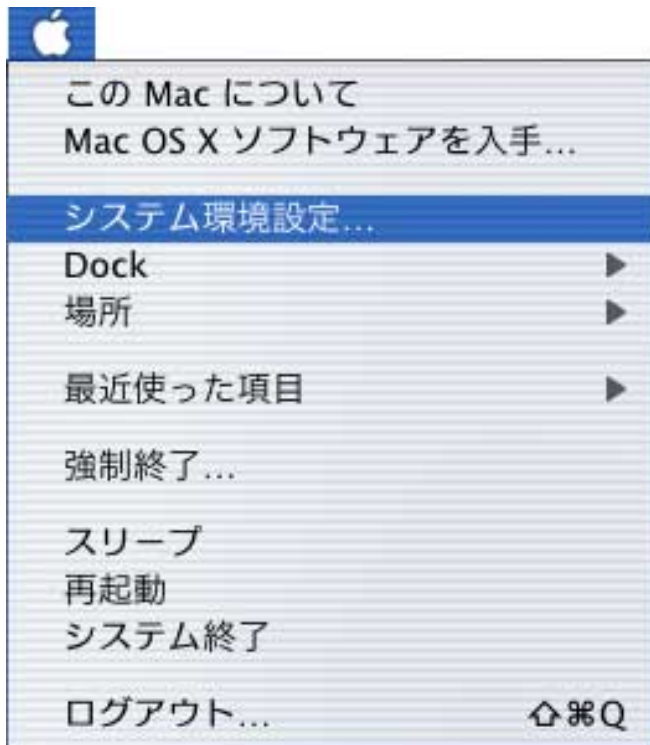 この Mac について
Mac OS X ソフトウェアを入手...
システム環境設定...
Dock
場所
最近使った項目
強制終了...
スリープ
再起動
システム終了
ログアウト... ⇧⌘Q